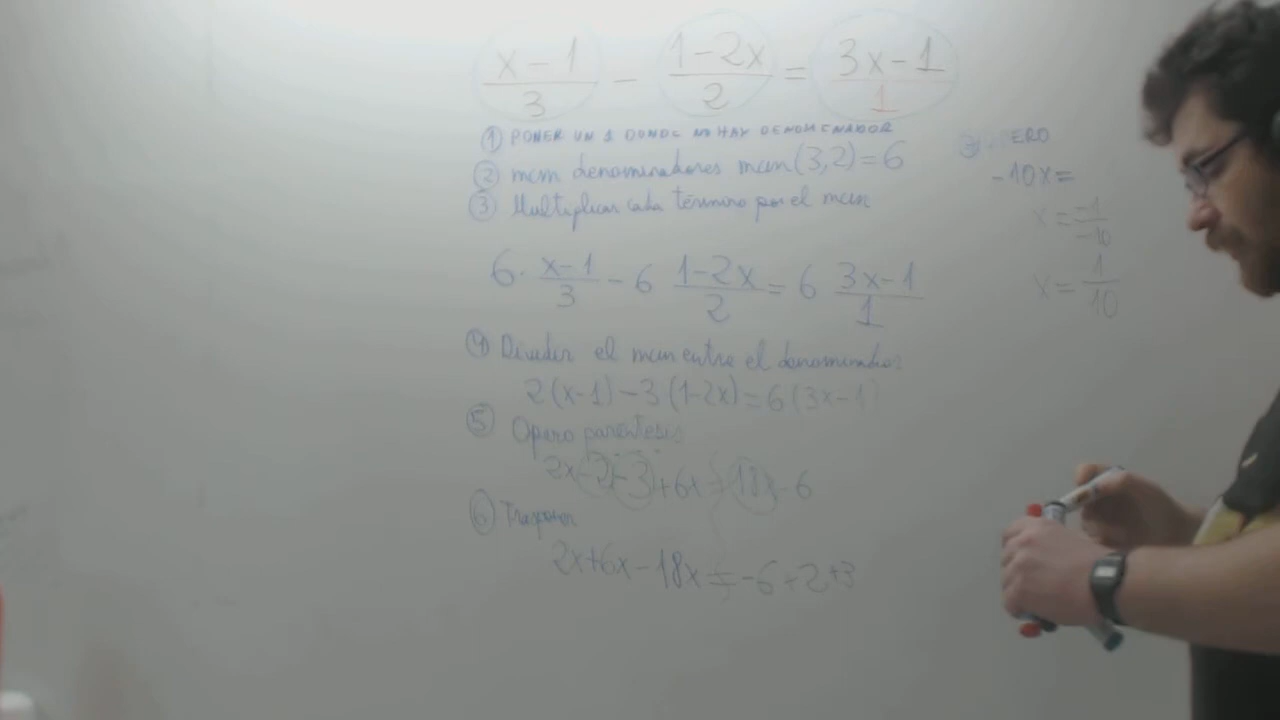 x-1/3 - 1-2x/2 = 3x-1/1
① PONER UN 1 DONDE NO HAY DENOMINADOR
② mcm denominadores mcm(3,2)=6
③ Multiplicar cada término por el mcm
6· x-1/3 - 6 1-2x/2 = 6 3x-1/1
④ Dividir el mcm entre el denominador
2(x-1)-3(1-2x)=6(3x-1)
⑤ Opero paréntesis
2x-2-3+6x=18x-6
⑥ Trasponer
2x+6x-18x=-6+2+3
ERO
-10x=
x=-1/-10
x=1/10